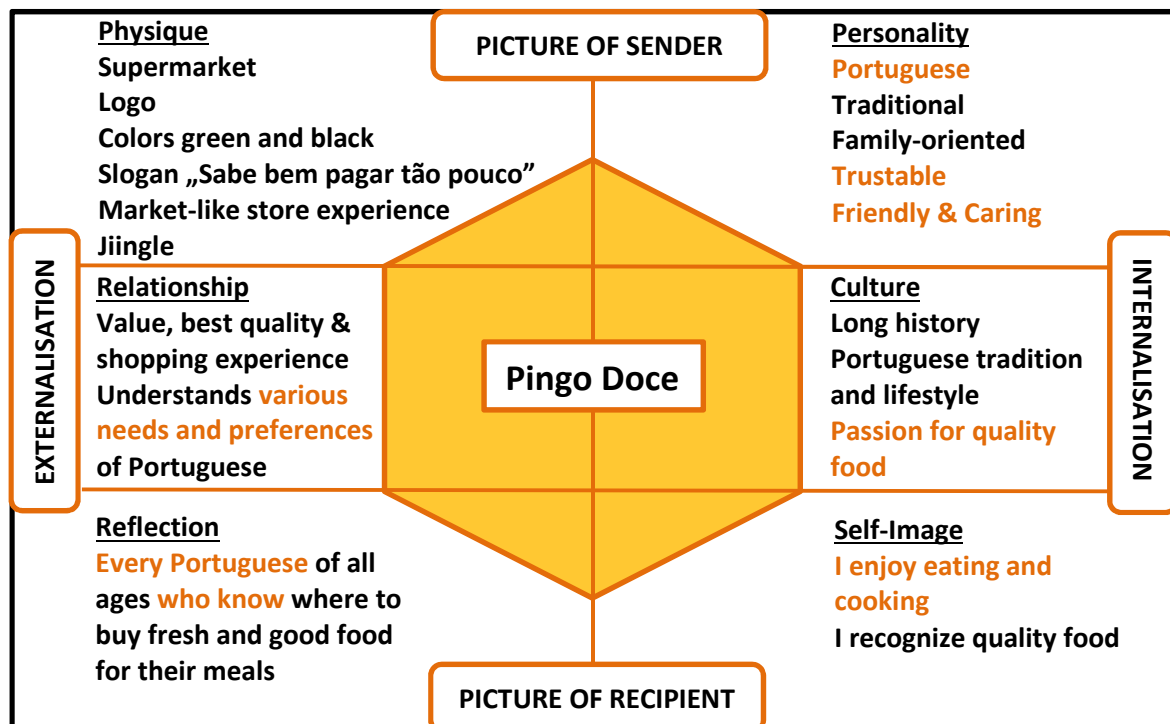 PICTURE OF SENDER
Physique
Supermarket
Logo
Colors green and black
Slogan „Sabe bem pagar tão pouco”
Market-like store experience
Jiingle
Personality
Portuguese
Traditional
Family-oriented
Trustable
Friendly & Caring
EXTERNALISATION
Relationship
Value, best quality &
shopping experience
Understands various
needs and preferences
of Portuguese
Pingo Doce
Culture
Long history
Portuguese tradition
and lifestyle
Passion for quality
food
INTERNALISATION
Reflection
Every Portuguese of all
ages who know where to
buy fresh and good food
for their meals
Self-Image
I enjoy eating and
cooking
I recognize quality food
PICTURE OF RECIPIENT